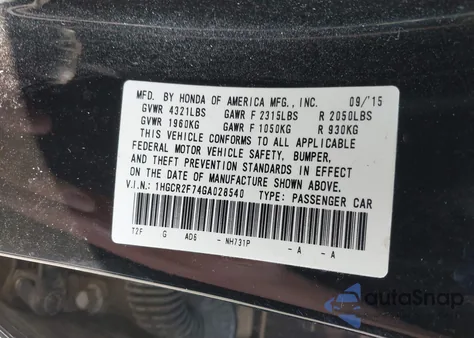 MFD. BY HONDA OF AMERICA MFG., INC. 09/'15
GVWR 4321LBS GAWR F 2315LBS R 2050LBS
GVWR 1960KG GAWR F 1050KG R 930KG
THIS VEHICLE CONFORMS TO ALL APPLICABLE
FEDERAL MOTOR VEHICLE SAFETY, BUMPER,
AND THEFT PREVENTION STANDARDS IN EFFECT
ON THE DATE OF MANUFACTURE SHOWN ABOVE.
V.I.N.: 1HGCR2F74GA028540 TYPE: PASSENGER CAR
T2F G AD6 - NH731P - A - A
autoSnap